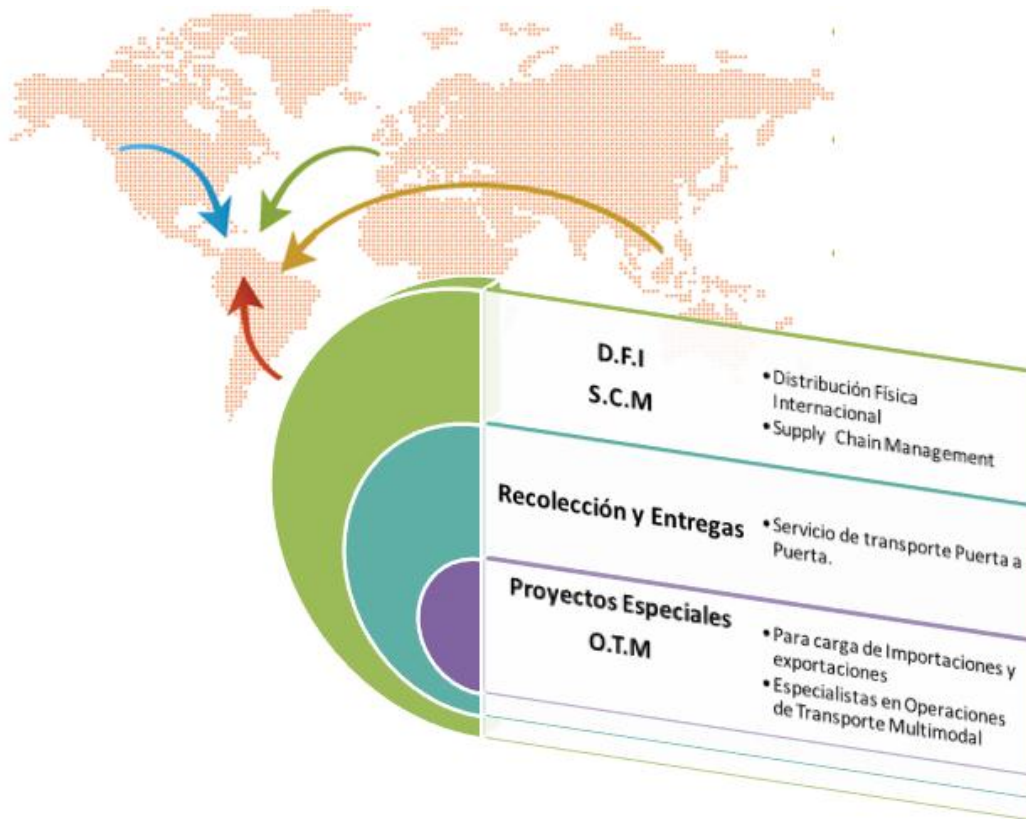 D.F.I
S.C.M
• Distribución Física
Internacional
• Supply Chain Management
Recolección y Entregas
• Servicio de transporte Puerta a
Puerta.
Proyectos Especiales
O.T.M
• Para carga de Importaciones y
exportaciones
• Especialistas en Operaciones
de Transporte Multimodal